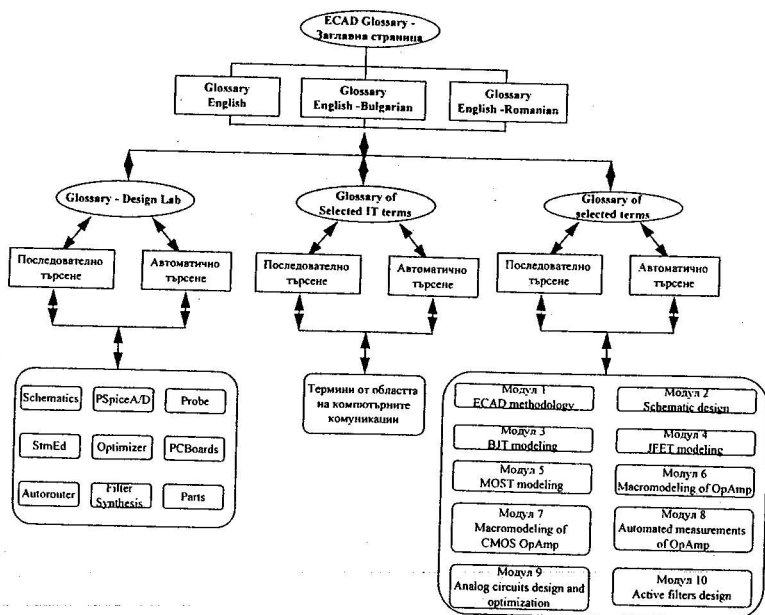 ECAD Glossary -
Заглавна страница
Glossary
English
Glossary
English -Bulgarian
Glossary
English -Romanian
Glossary - Design Lab
Glossary of
Selected IT terms
Glossary of
selected terms
Последователно
търсене
Автоматично
търсене
Последователно
търсене
Автоматично
търсене
Последователно
търсене
Автоматично
търсене
Schematics
PSpiceA/D
Probe
StmEd
Optimizer
PCBoards
Autorouter
Filter
Synthesis
Parts
Термини от областта
на компютърните
комуникации
Модул 1
ECAD methodology
Модул 2
Schematic design
Модул 3
BJT modeling
Модул 4
JFET modeling
Модул 5
MOST modeling
Модул 6
Macromodeling of OpAmp
Модул 7
Macromodeling of
CMOS OpAmp
Модул 8
Automated measurements
of OpAmp
Модул 9
Analog circuits design and
optimization
Модул 10
Active filters design